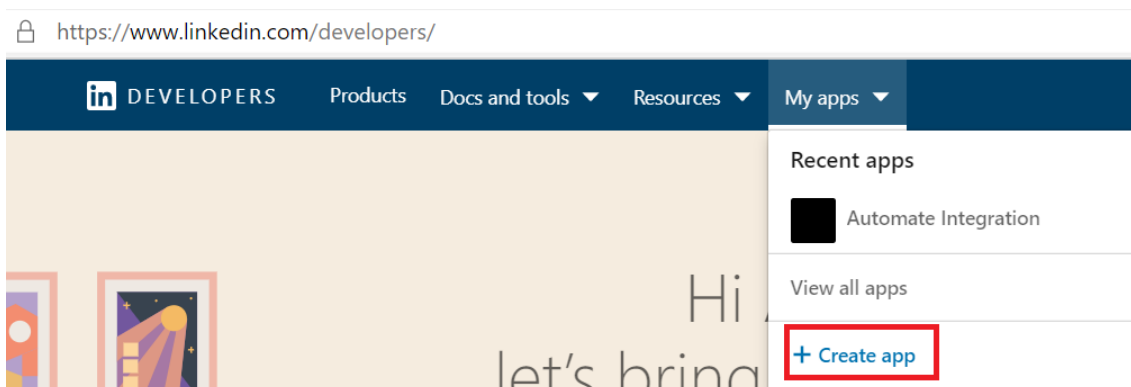 https://www.linkedin.com/developers/
in DEVELOPERS Products Docs and tools Resources My apps
Recent apps
Automate Integration
View all apps
+ Create app
Hi
let's bring